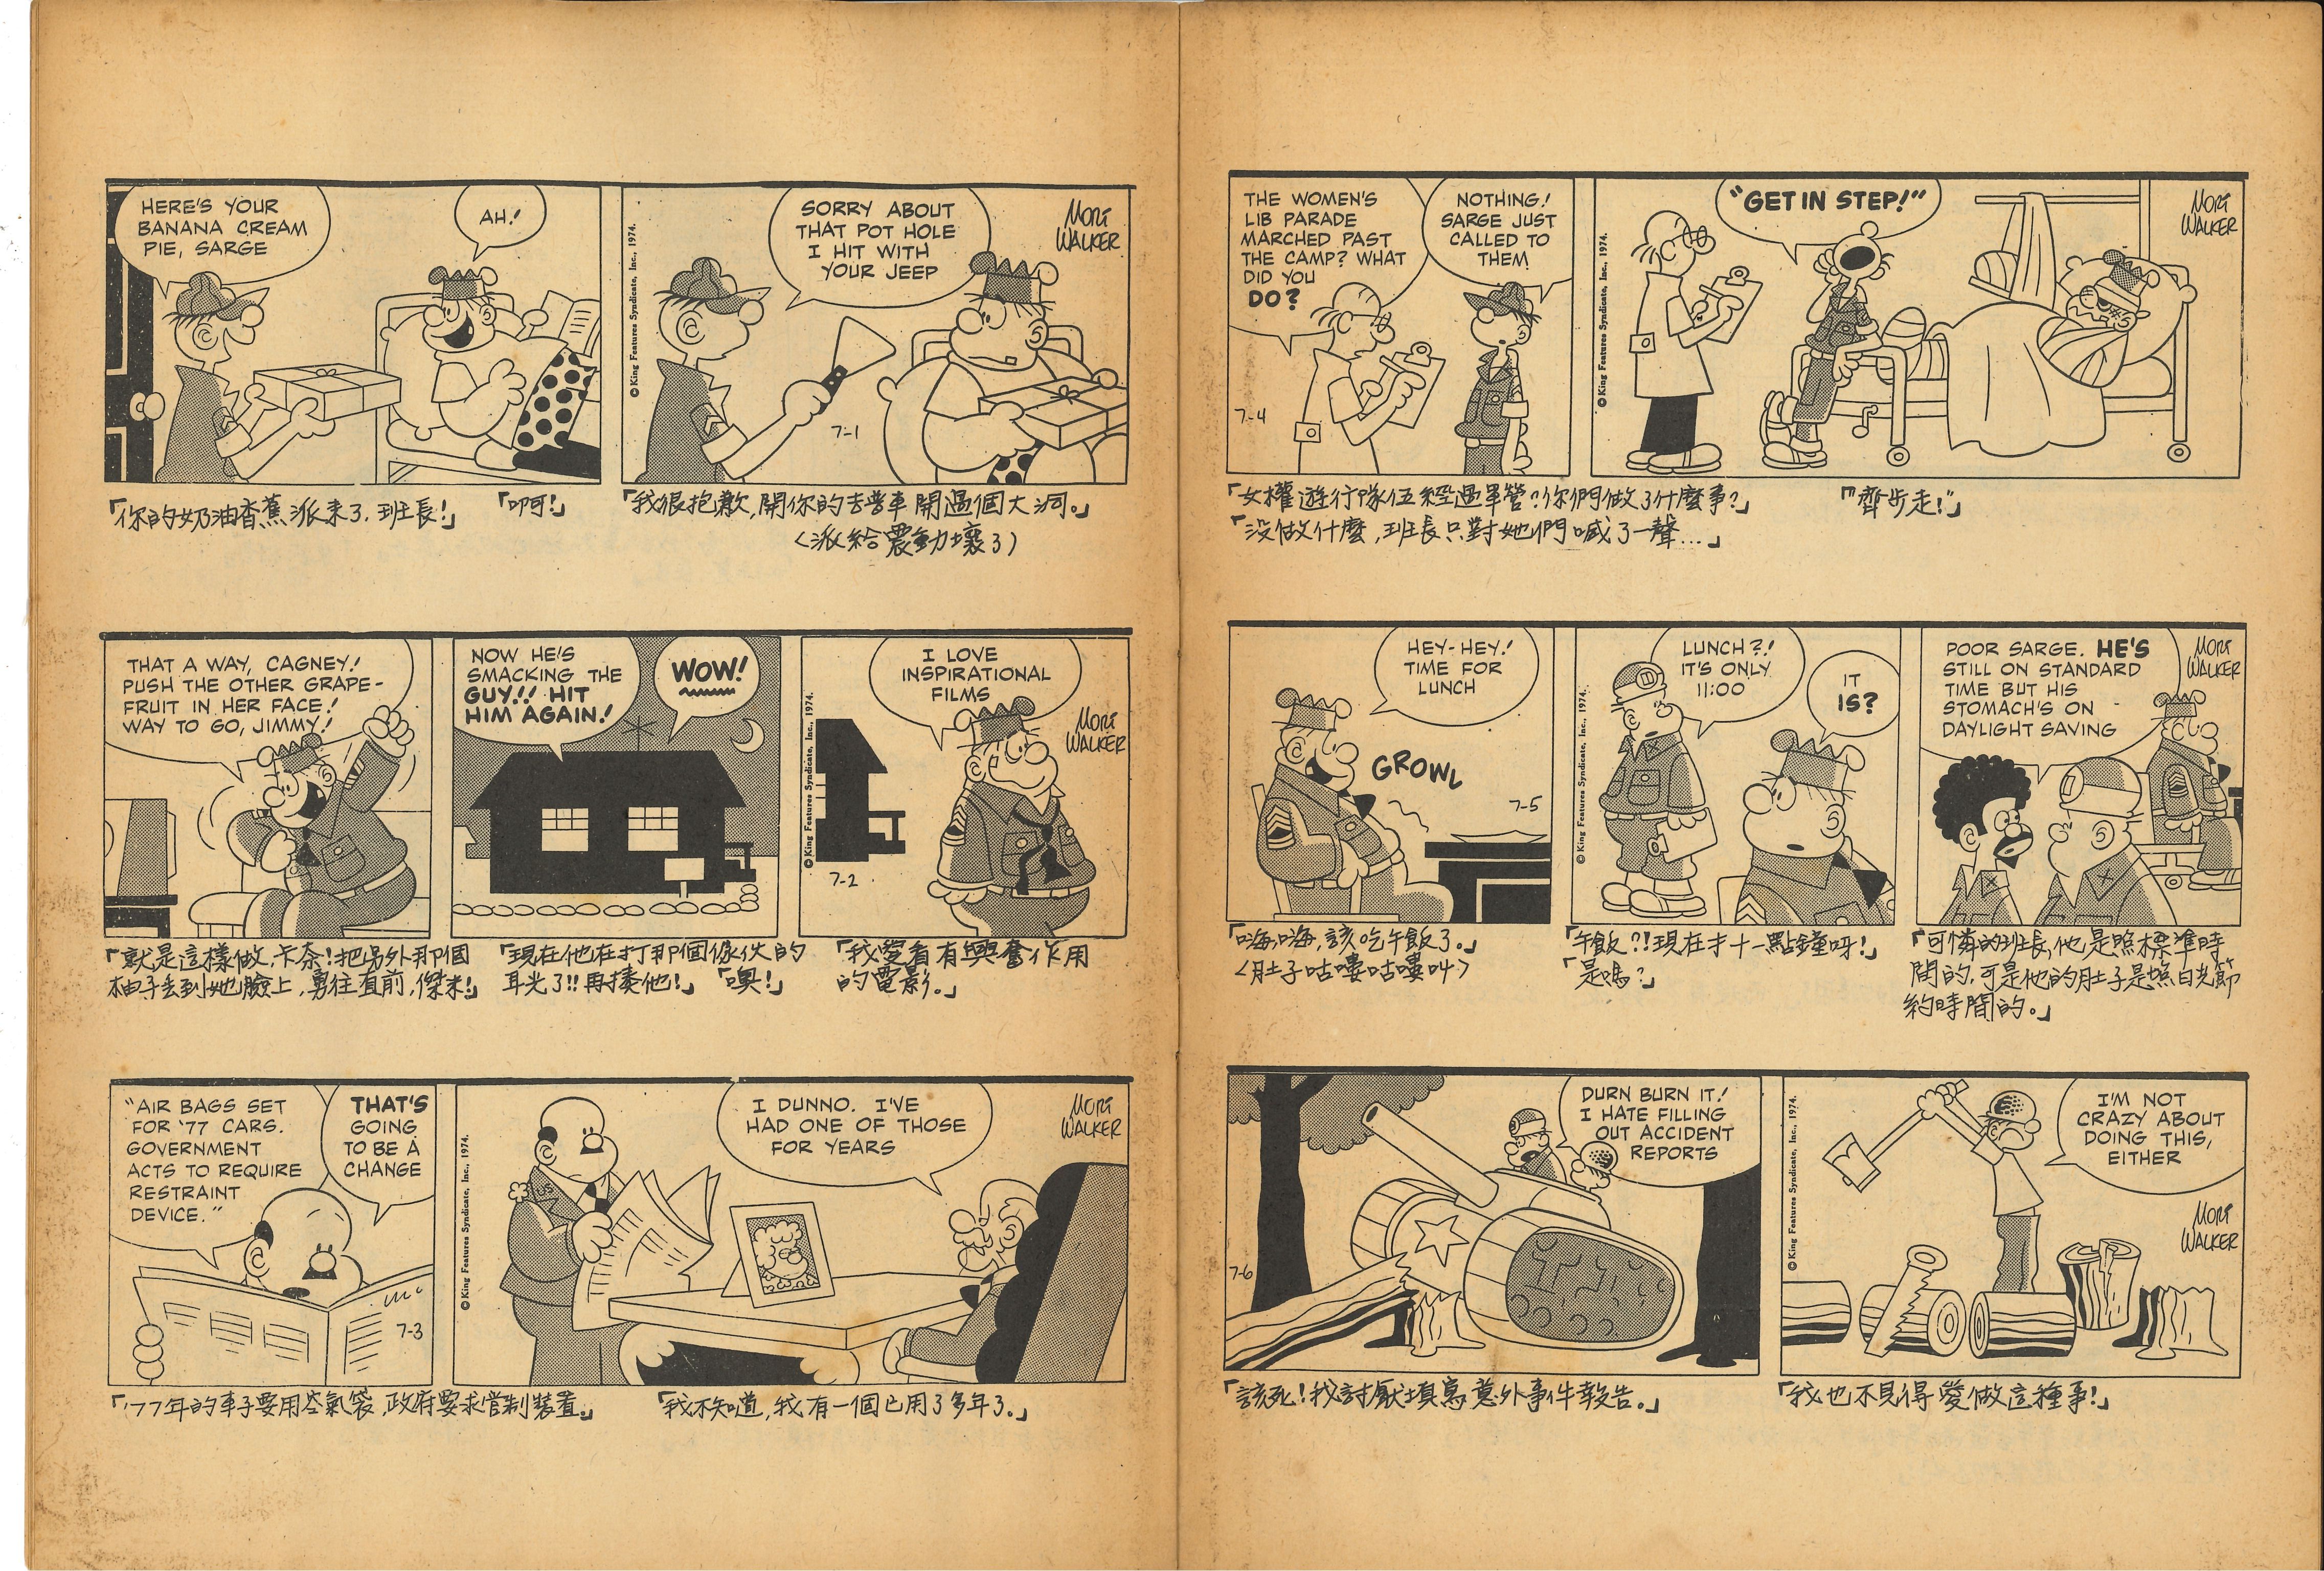 HERE'S YOUR
BANANA CREAM
PIE, SARGE
AH!
© King Features Syndicate, Inc., 1974.
SORRY ABOUT
THAT POT HOLE
I HIT WITH
YOUR JEEP
MORT
WALKER
7-1
「你的奶油香蕉派来了,班長!」
「啊!」
「我很抱歉,開你的吉普車開過個大洞。」
(派給震動壞了)
THAT A WAY, CAGNEY!
PUSH THE OTHER GRAPE-
FRUIT IN HER FACE!
WAY TO GO, JIMMY!
NOW HE'S
SMACKING THE
GUY!! HIT
HIM AGAIN!
WOW!
© King Features Syndicate, Inc., 1974.
I LOVE
INSPIRATIONAL
FILMS
MORT
WALKER
7-2
「就是這樣做,卡奈!把另外那個
柚子丢到她臉上,勇往直前,傑米!」
「現在他在打那個傢伙的
耳光了!!再揍他!」
「噢!」
「我愛看有興奮作用
的電影。」
"AIR BAGS SET
FOR '77 CARS.
GOVERNMENT
ACTS TO REQUIRE
RESTRAINT
DEVICE."
THAT'S
GOING
TO BE A
CHANGE
7-3
© King Features Syndicate, Inc., 1974.
I DUNNO. I'VE
HAD ONE OF THOSE
FOR YEARS
MORT
WALKER
「'77年的車子要用空氣袋,政府要求管制裝置。」
「我不知道,我有一個已用了多年了。」
THE WOMEN'S
LIB PARADE
MARCHED PAST
THE CAMP? WHAT
DID YOU
DO?
NOTHING!
SARGE JUST
CALLED TO
THEM
7-4
© King Features Syndicate, Inc., 1974.
"GET IN STEP!"
MORT
WALKER
「女權遊行隊伍經過軍營?你們做了什麼事?」
「没做什麼,班長只對她們喊了一聲...」
「"齊步走!"」
HEY-HEY!
TIME FOR
LUNCH
GROWL
7-5
© King Features Syndicate, Inc., 1974.
LUNCH?!
IT'S ONLY
11:00
IT
IS?
POOR SARGE. HE'S
STILL ON STANDARD
TIME BUT HIS
STOMACH'S ON
DAYLIGHT SAVING
MORT
WALKER
「嗨,嗨,該吃午飯了。」
(肚子咕嘍咕嘍叫)
「午飯?!現在才十一點鐘呀!」
「是嗎?」
「可憐的班長,他是照標準時
間的,可是他的肚子是照日光節
約時間的。」
DURN BURN IT!
I HATE FILLING
OUT ACCIDENT
REPORTS
7-6
© King Features Syndicate, Inc., 1974.
I'M NOT
CRAZY ABOUT
DOING THIS,
EITHER
MORT
WALKER
「該死!我討厭填寫意外事件報告。」
「我也不見得愛做這種事!」